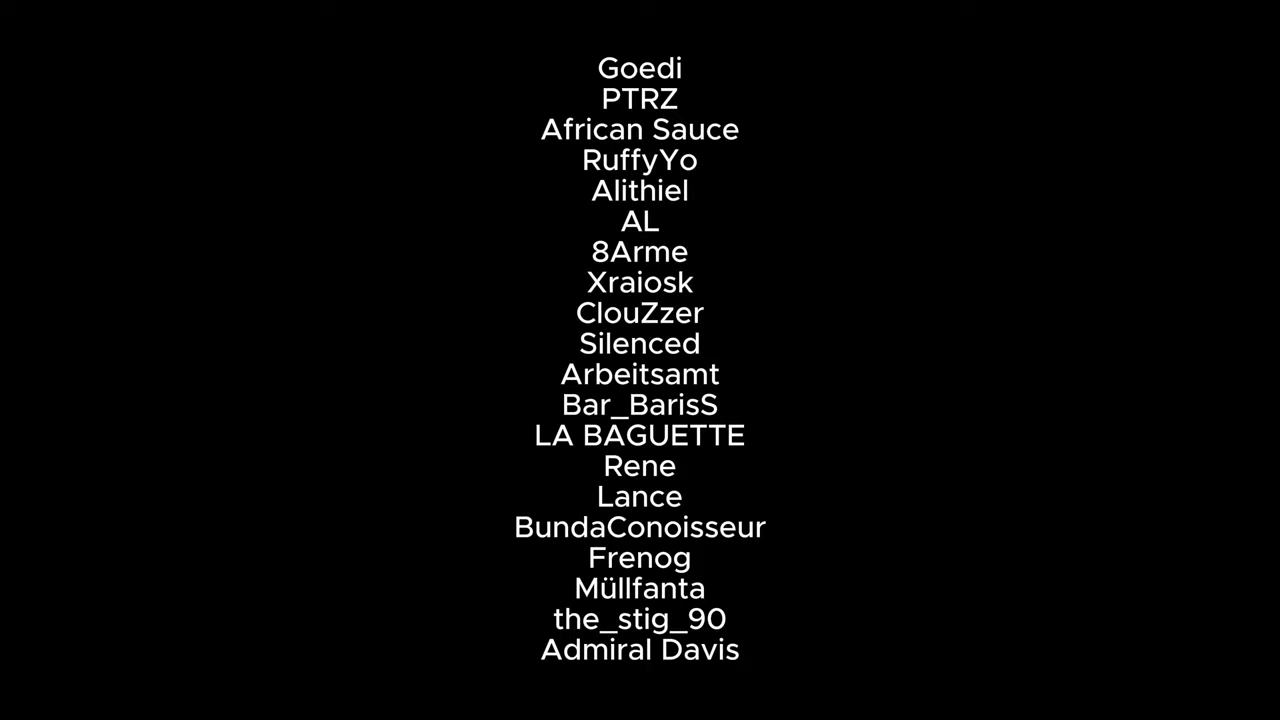 Goedi
PTRZ
African Sauce
RuffyYo
Alithiel
AL
8Arme
Xraiosk
ClouZzer
Silenced
Arbeitsamt
Bar_BarisS
LA BAGUETTE
Rene
Lance
BundaConoisseur
Frenog
Müllfanta
the_stig_90
Admiral Davis